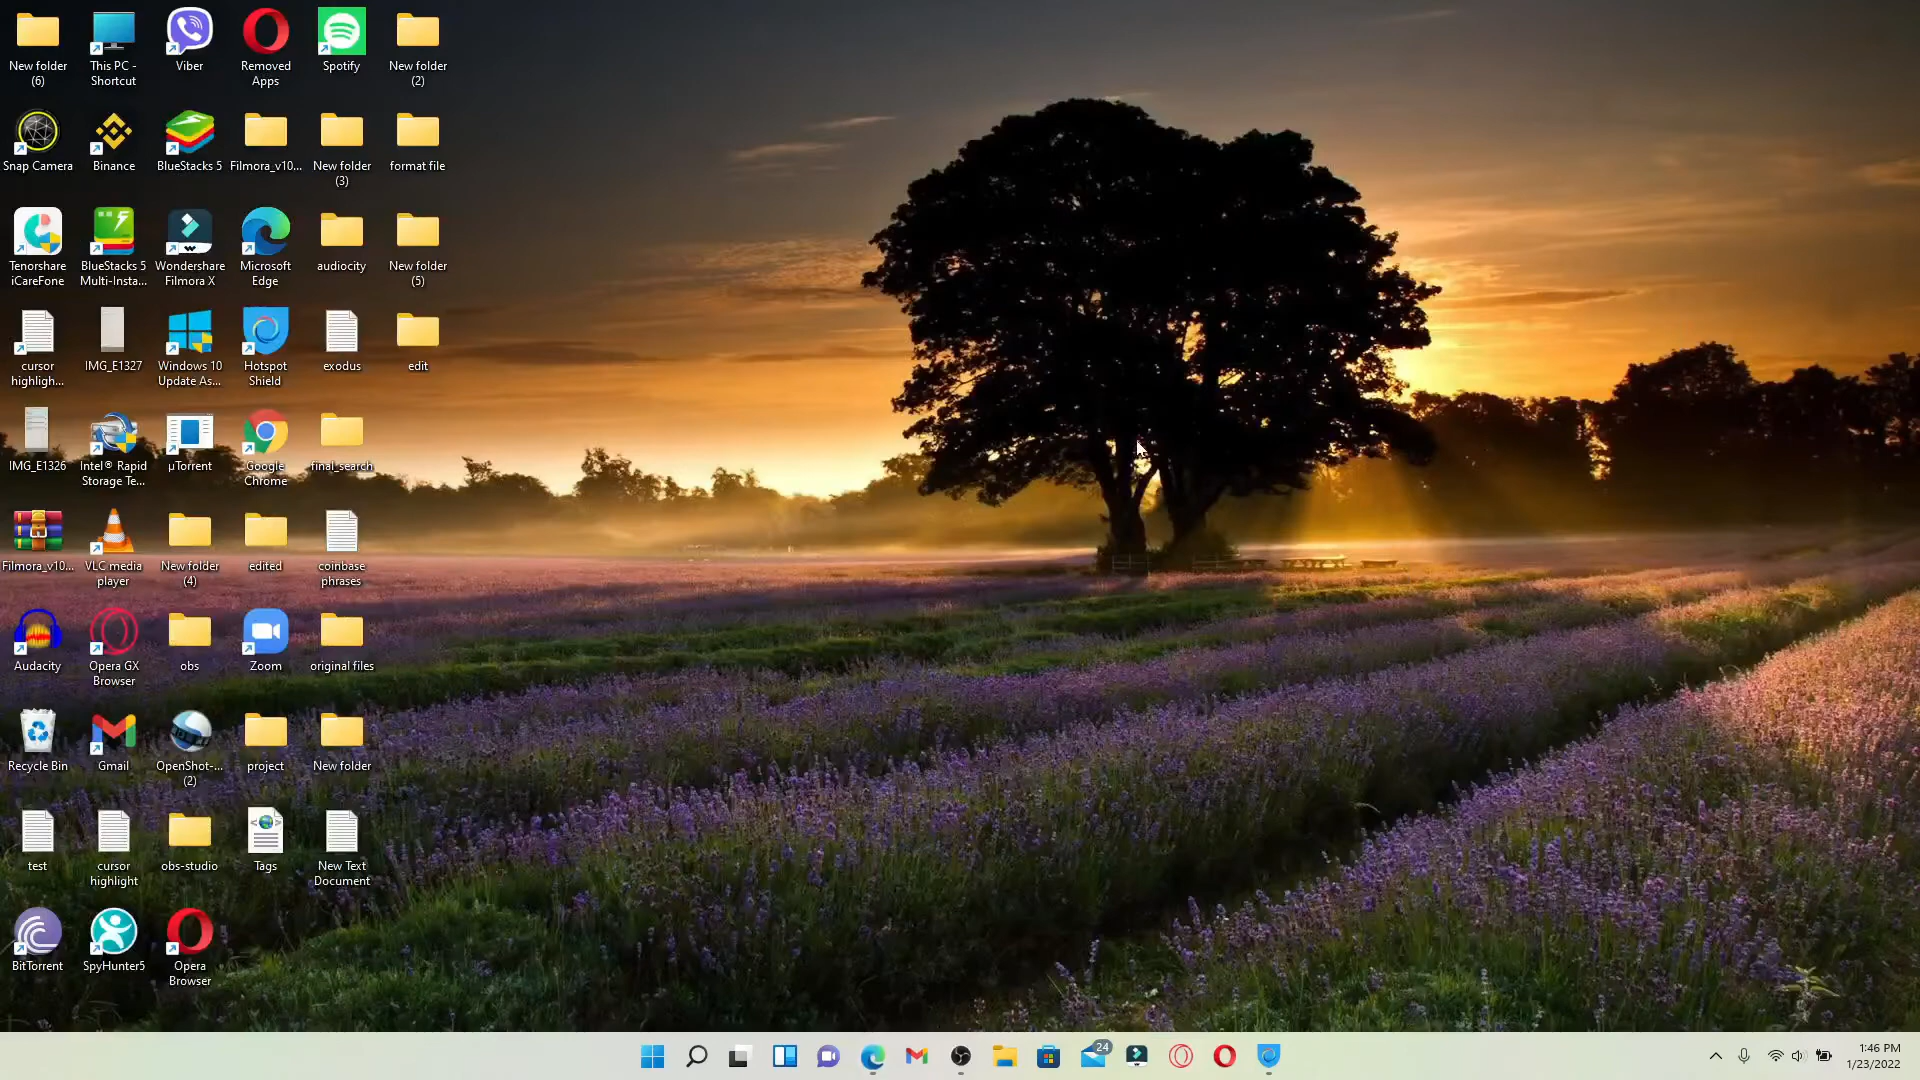 New folder
(6)
This PC -
Shortcut
Viber
Removed
Apps
Spotify
New folder
(2)
Snap Camera
Binance
BlueStacks 5
Filmora_v10...
New folder
(3)
format file
Tenorshare
iCareFone
BlueStacks 5
Multi-Insta...
Wondershare
Filmora X
Microsoft
Edge
audiocity
New folder
(5)
cursor
highligh...
IMG_E1327
Windows 10
Update As...
Hotspot
Shield
exodus
edit
IMG_E1326
Intel® Rapid
Storage Te...
µTorrent
Google
Chrome
final_search
Filmora_v10...
VLC media
player
New folder
(4)
edited
coinbase
phrases
Audacity
Opera GX
Browser
obs
Zoom
original files
Recycle Bin
Gmail
OpenShot-...
(2)
project
New folder
test
cursor
highlight
obs-studio
Tags
New Text
Document
BitTorrent
SpyHunter5
Opera
Browser
24
1:46 PM
1/23/2022